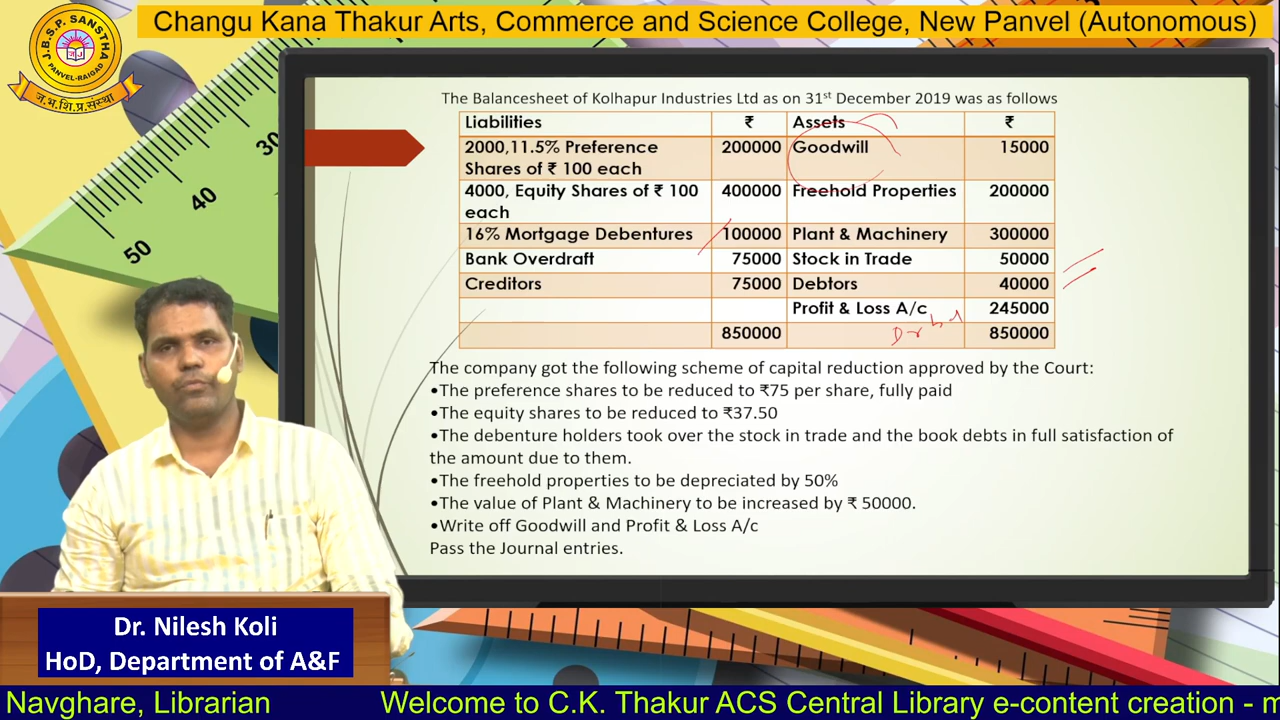 Changu Kana Thakur Arts, Commerce and Science College, New Panvel (Autonomous)
J.B.S.P. SANSTHA
PANVEL-RAIGAD
ज.भ.शि.प्र.संस्था
30
40
50
The Balancesheet of Kolhapur Industries Ltd as on 31st December 2019 was as follows
Liabilities ₹ Assets ₹
2000,11.5% Preference Shares of ₹ 100 each 200000 Goodwill 15000
4000, Equity Shares of ₹ 100 each 400000 Freehold Properties 200000
16% Mortgage Debentures 100000 Plant & Machinery 300000
Bank Overdraft 75000 Stock in Trade 50000
Creditors 75000 Debtors 40000
Profit & Loss A/c 245000
850000 850000
Dr bal
The company got the following scheme of capital reduction approved by the Court:
•The preference shares to be reduced to ₹75 per share, fully paid
•The equity shares to be reduced to ₹37.50
•The debenture holders took over the stock in trade and the book debts in full satisfaction of
the amount due to them.
•The freehold properties to be depreciated by 50%
•The value of Plant & Machinery to be increased by ₹ 50000.
•Write off Goodwill and Profit & Loss A/c
Pass the Journal entries.
Dr. Nilesh Koli
HoD, Department of A&F
Navghare, Librarian Welcome to C.K. Thakur ACS Central Library e-content creation - m